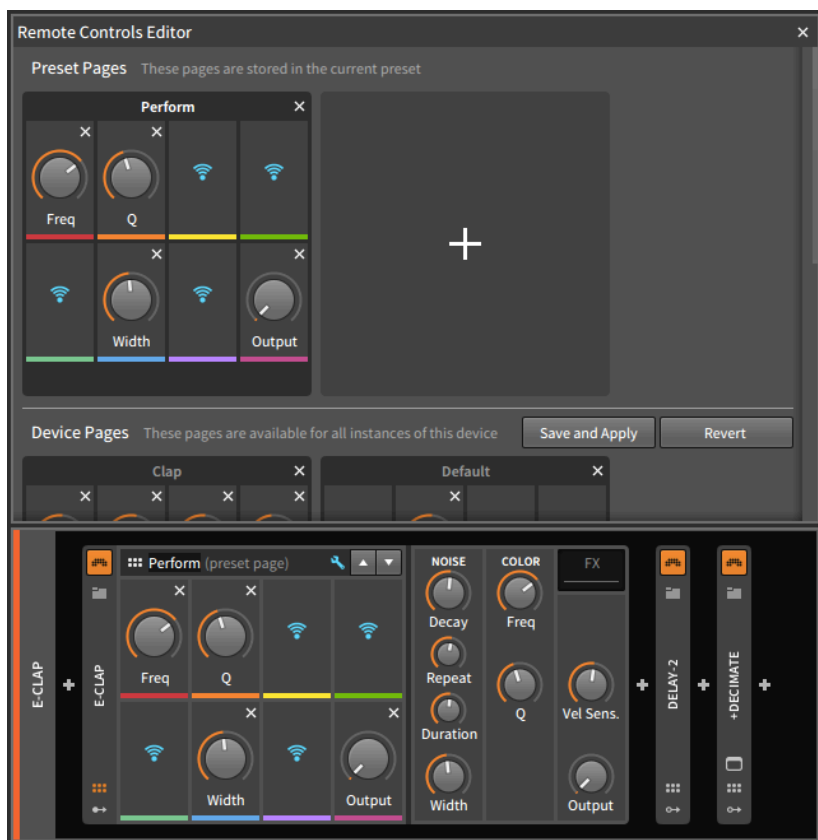 Remote Controls Editor
Preset Pages These pages are stored in the current preset
Perform
Freq Q
Width Output
Device Pages These pages are available for all instances of this device Save and Apply Revert
Clap Default
E-CLAP
E-CLAP
Perform (preset page)
Freq Q
Width Output
NOISE COLOR FX
Decay Freq
Repeat
Q Vel Sens.
Duration
Width Output
DELAY-2
+DECIMATE